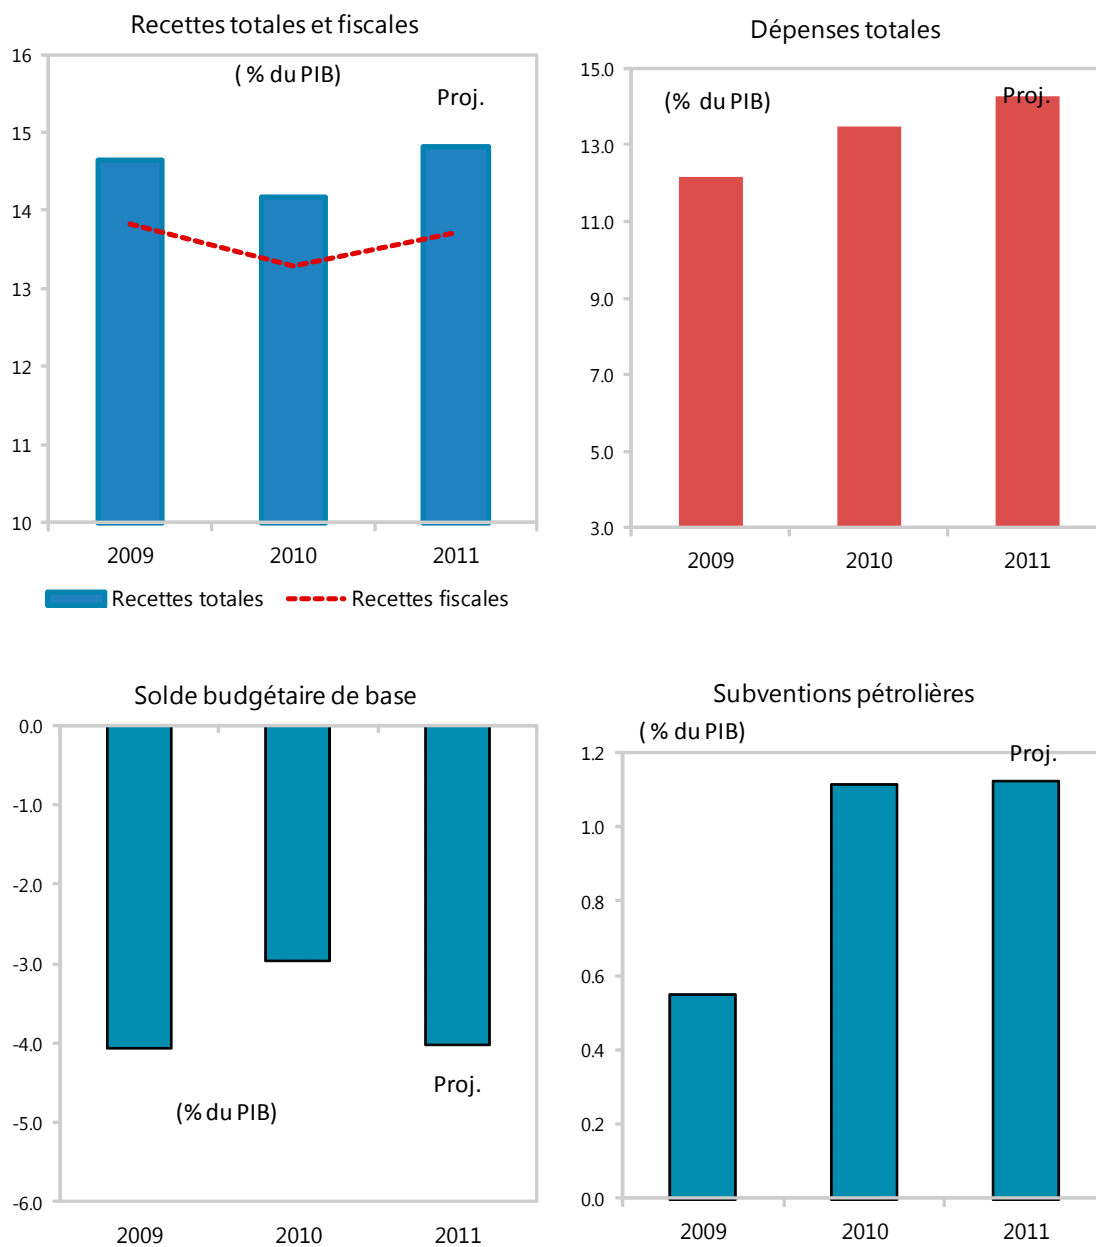 Recettes totales et fiscales
( % du PIB)
Proj.
16
15
14
13
12
11
10
2009 2010 2011
Recettes totales Recettes fiscales
Dépenses totales
(% du PIB)
Proj.
15.0
13.0
11.0
9.0
7.0
5.0
3.0
2009 2010 2011
Solde budgétaire de base
0.0
-1.0
-2.0
-3.0
-4.0
-5.0
-6.0
Proj.
(% du PIB)
2009 2010 2011
Subventions pétrolières
( % du PIB)
Proj.
1.2
1.0
0.8
0.6
0.4
0.2
0.0
2009 2010 2011